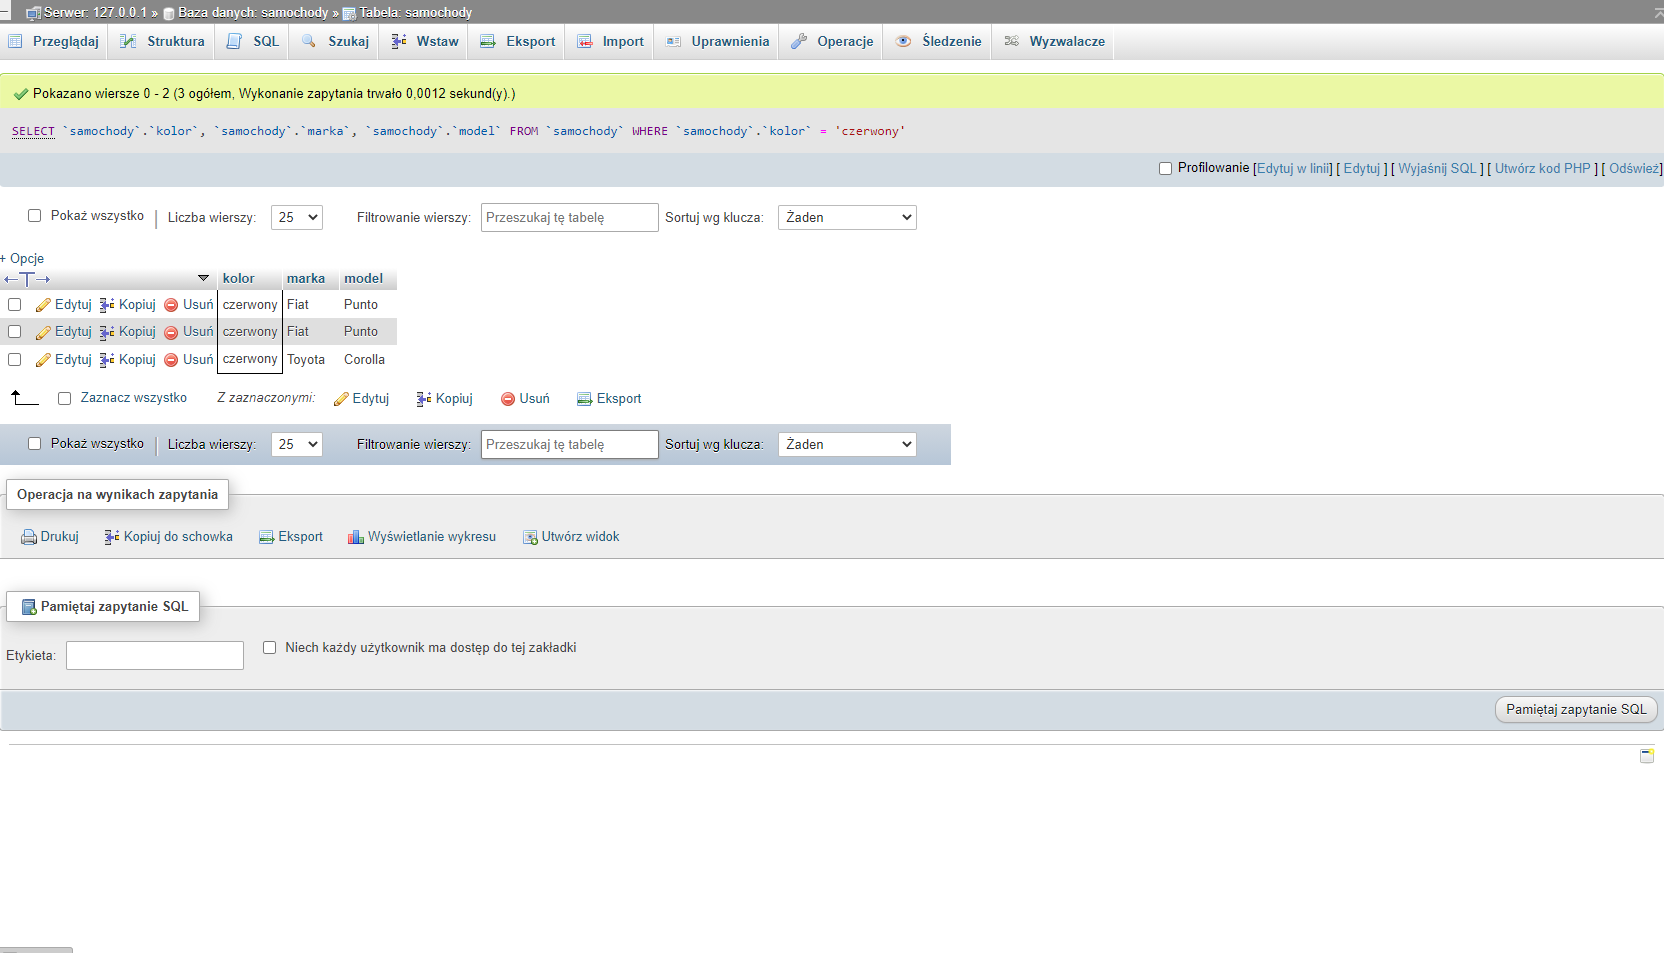 Serwer: 127.0.0.1 » Baza danych: samochody » Tabela: samochody
Przeglądaj Struktura SQL Szukaj Wstaw Eksport Import Uprawnienia Operacje Śledzenie Wyzwalacze
Pokazano wiersze 0 - 2 (3 ogółem, Wykonanie zapytania trwało 0,0012 sekund(y).)
SELECT `samochody`.`kolor`, `samochody`.`marka`, `samochody`.`model` FROM `samochody` WHERE `samochody`.`kolor` = 'czerwony'
Profilowanie [Edytuj w linii] [ Edytuj ] [ Wyjaśnij SQL ] [ Utwórz kod PHP ] [ Odśwież]
Pokaż wszystko | Liczba wierszy: 25 Filtrowanie wierszy: Przeszukaj tę tabelę Sortuj wg klucza: Żaden
+ Opcje
←T→ kolor marka model
Edytuj Kopiuj Usuń czerwony Fiat Punto
Edytuj Kopiuj Usuń czerwony Fiat Punto
Edytuj Kopiuj Usuń czerwony Toyota Corolla
Zaznacz wszystko Z zaznaczonymi: Edytuj Kopiuj Usuń Eksport
Pokaż wszystko | Liczba wierszy: 25 Filtrowanie wierszy: Przeszukaj tę tabelę Sortuj wg klucza: Żaden
Operacja na wynikach zapytania
Drukuj Kopiuj do schowka Eksport Wyświetlanie wykresu Utwórz widok
Pamiętaj zapytanie SQL
Etykieta: Niech każdy użytkownik ma dostęp do tej zakładki
Pamiętaj zapytanie SQL